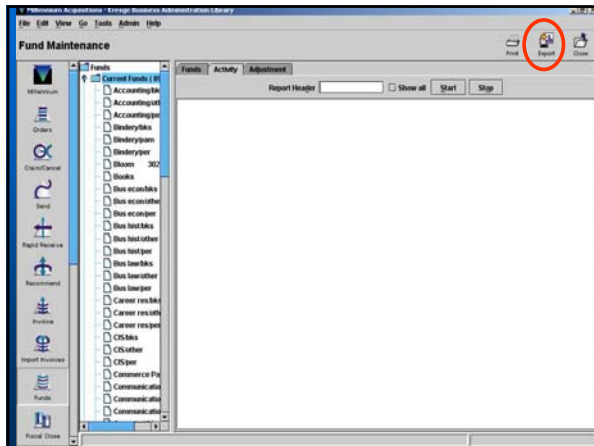 Millennium Acquisitions - Eresge Business Administration Library
File Edit View Go Tools Admin Help
Fund Maintenance
Print Export Close
Millennium
Orders
Claim/Cancel
Send
Rapid Receive
Recommend
Invoice
Import Invoices
Funds
Fiscal Close
Funds
Current Funds (
Accounting/bk
Accounting/otl
Accounting/pe
Bindery/bks
Bindery/pam
Bindery/per
Bloom 302
Books
Bus econ/bks
Bus econ/othe
Bus econ/per
Bus hist/bks
Bus hist/other
Bus hist/per
Bus law/bks
Bus law/other
Bus law/per
Career res/bks
Career res/oth
Career res/per
CIS/bks
CIS/other
CIS/per
Commerce Pa
Communicatio
Communicatio
Communicatio
Funds Activity Adjustment
Report Header Show all Start Stop